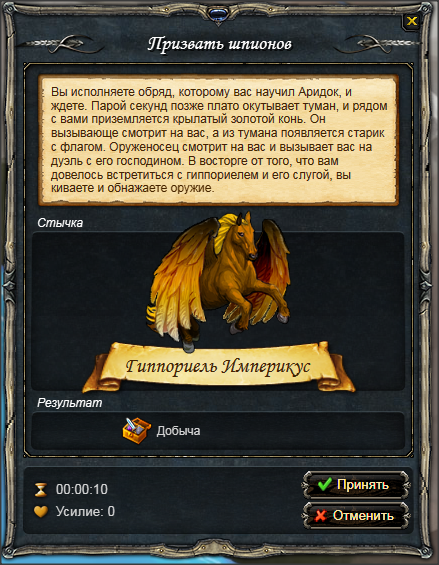 Призвать шпионов
Вы исполняете обряд, которому вас научил Аридок, и
ждете. Парой секунд позже плато окутывает туман, и рядом
с вами приземляется крылатый золотой конь. Он
вызывающе смотрит на вас, а из тумана появляется старик
с флагом. Оруженосец смотрит на вас и вызывает вас на
дуэль с его господином. В восторге от того, что вам
довелось встретиться с гиппориелем и его слугой, вы
киваете и обнажаете оружие.
Стычка
Гиппориель Империкус
Результат
Добыча
00:00:10
Принять
Усилие: 0
Отменить